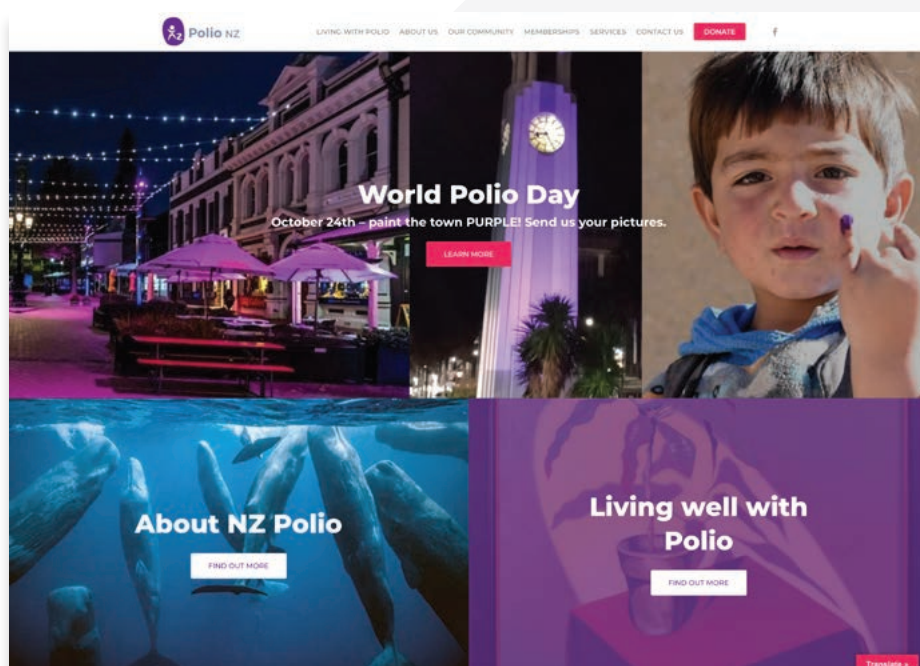 Polio NZ
LIVING WITH POLIO ABOUT US OUR COMMUNITY MEMBERSHIPS SERVICES CONTACT US DONATE f
World Polio Day
October 24th – paint the town PURPLE! Send us your pictures.
LEARN MORE
About NZ Polio
FIND OUT MORE
Living well with
Polio
FIND OUT MORE
Translate »